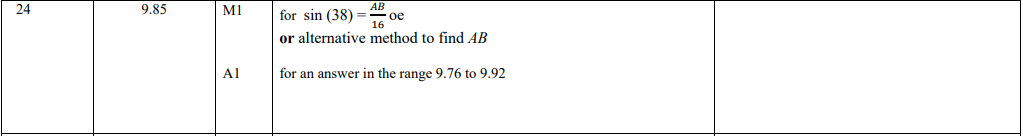 24 9.85 M1 for sin (38) = AB/16 oe
or alternative method to find AB
A1 for an answer in the range 9.76 to 9.92